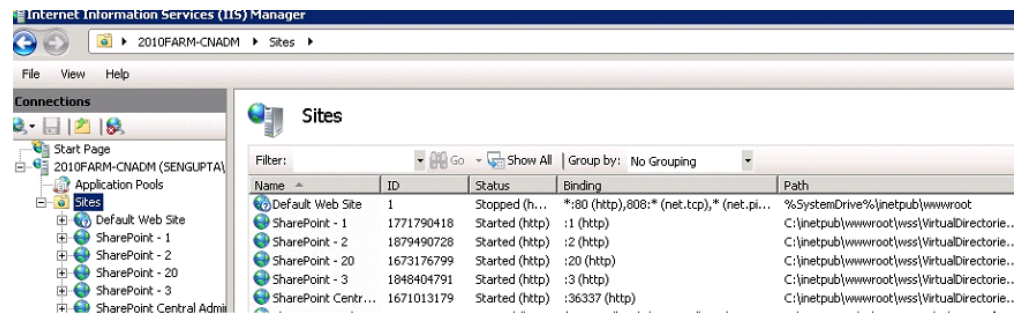 Internet Information Services (IIS) Manager
2010FARM-CNADM Sites
File View Help
Connections
Start Page
2010FARM-CNADM (SENGUPTA\
Application Pools
Sites
Default Web Site
SharePoint - 1
SharePoint - 2
SharePoint - 20
SharePoint - 3
SharePoint Central Admi
Sites
Filter: Go Show All Group by: No Grouping
Name ID Status Binding Path
Default Web Site 1 Stopped (h... *:80 (http),808:* (net.tcp),* (net.pi... %SystemDrive%\inetpub\wwwroot
SharePoint - 1 1771790418 Started (http) :1 (http) C:\inetpub\wwwroot\wss\VirtualDirectorie...
SharePoint - 2 1879490728 Started (http) :2 (http) C:\inetpub\wwwroot\wss\VirtualDirectorie...
SharePoint - 20 1673176799 Started (http) :20 (http) C:\inetpub\wwwroot\wss\VirtualDirectorie...
SharePoint - 3 1848404791 Started (http) :3 (http) C:\inetpub\wwwroot\wss\VirtualDirectorie...
SharePoint Centr... 1671013179 Started (http) :36337 (http) C:\inetpub\wwwroot\wss\VirtualDirectorie...